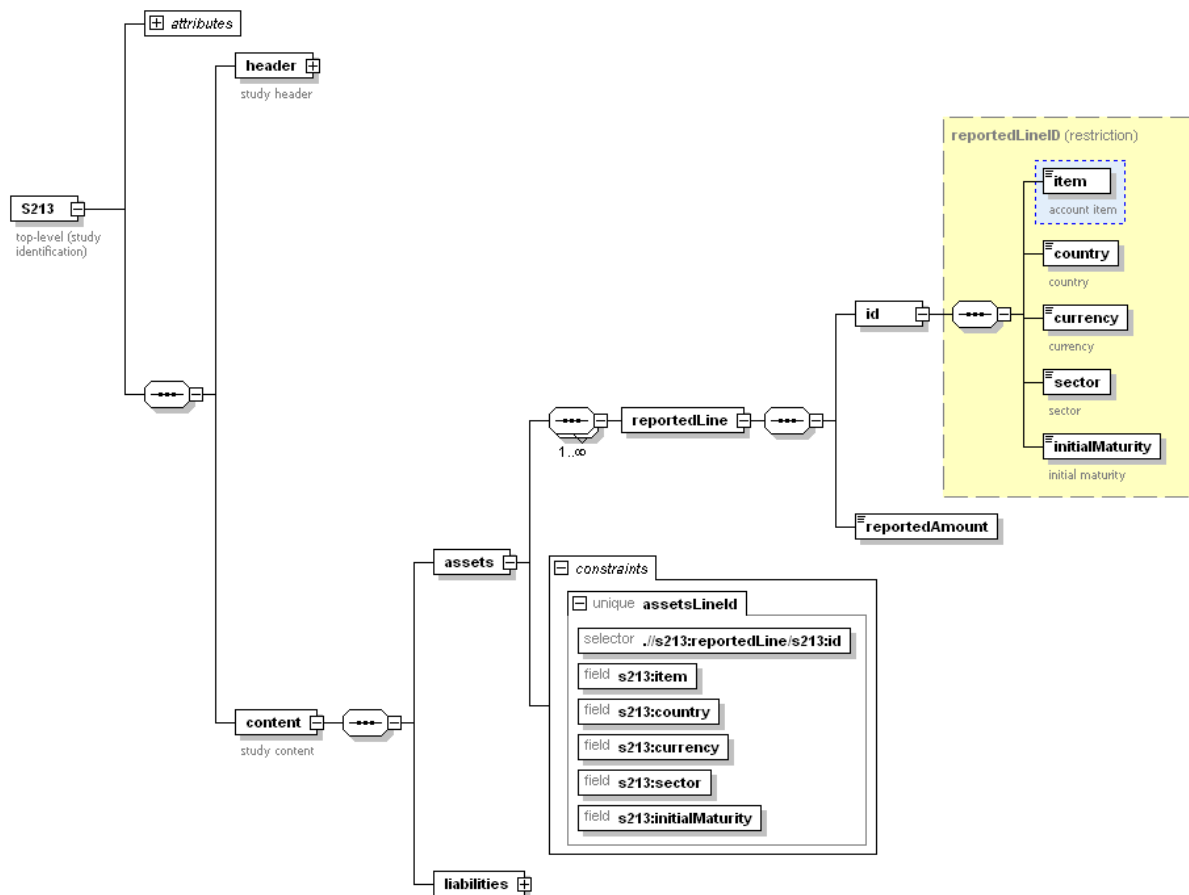 attributes
header
study header
S213
top-level (study
identification)
reportedLineID (restriction)
item
account item
country
country
currency
currency
sector
sector
initialMaturity
initial maturity
id
reportedLine
1..∞
reportedAmount
assets
constraints
unique assetsLineId
selector .//s213:reportedLine/s213:id
field s213:item
field s213:country
field s213:currency
field s213:sector
field s213:initialMaturity
content
study content
liabilities